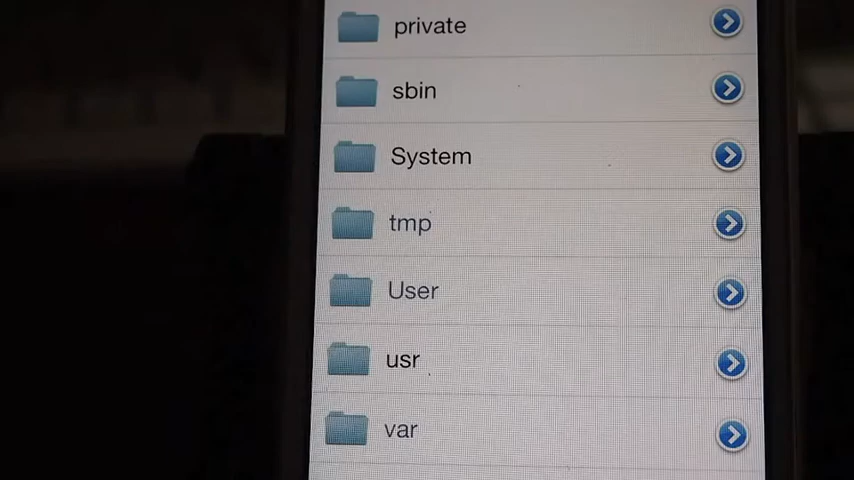 private
sbin
System
tmp
User
usr
var